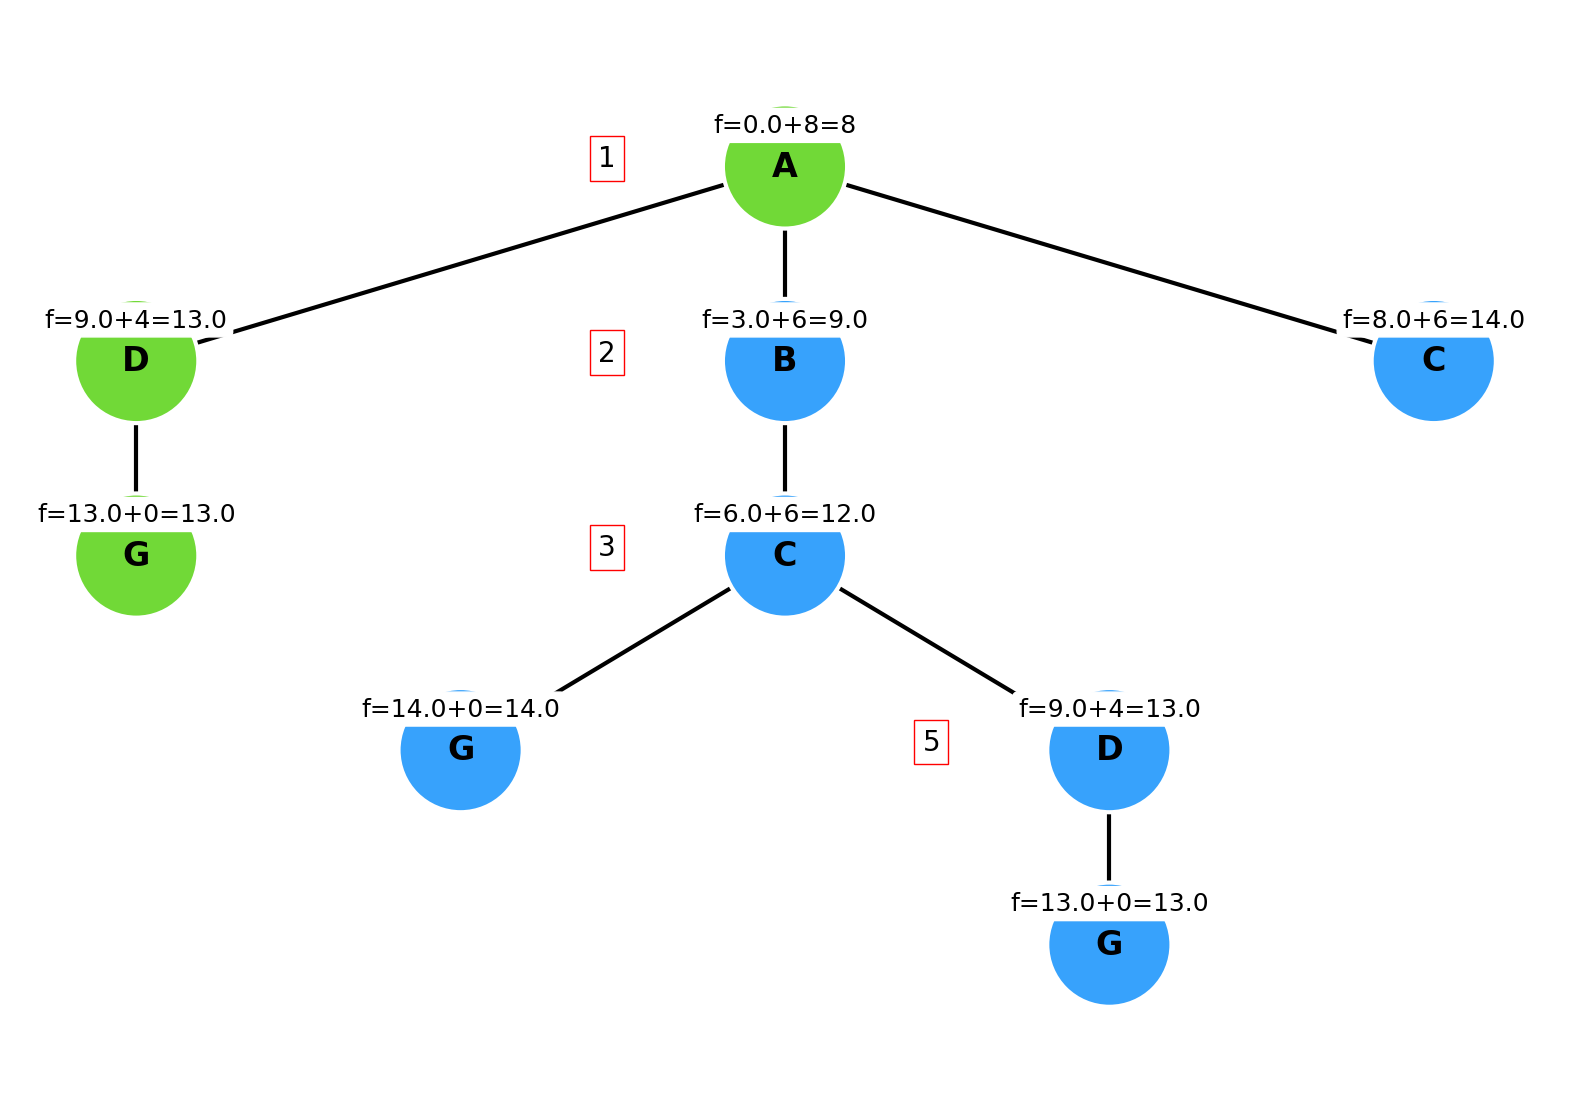 f=0.0+8=8
1
A
f=9.0+4=13.0
f=3.0+6=9.0
f=8.0+6=14.0
D
2
B
C
f=13.0+0=13.0
f=6.0+6=12.0
G
3
C
f=14.0+0=14.0
f=9.0+4=13.0
G
5
D
f=13.0+0=13.0
G